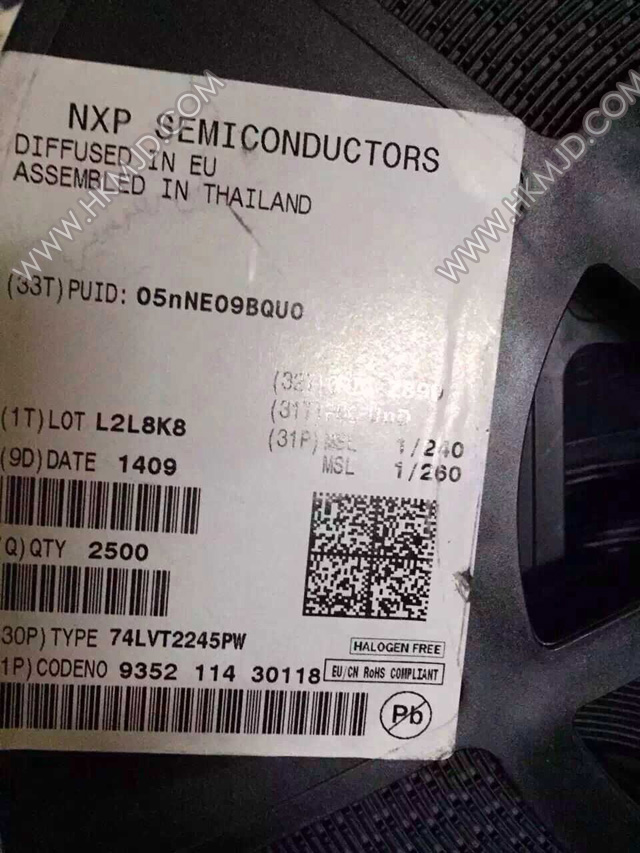 NXP SEMICONDUCTORS
DIFFUSED IN EU
ASSEMBLED IN THAILAND
(33T) PUID: 05nNE09BQU0
(1T) LOT L2L8K8
(9D) DATE 1409
(31P) MSL 1/240
MSL 1/260
Q) QTY 2500
30P) TYPE 74LVT2245PW
HALOGEN FREE
1P) CODENO 9352 114 30118
EU/CN RoHS COMPLIANT
Pb
WWW.HKMJD.COM
WWW.HKMJD.COM